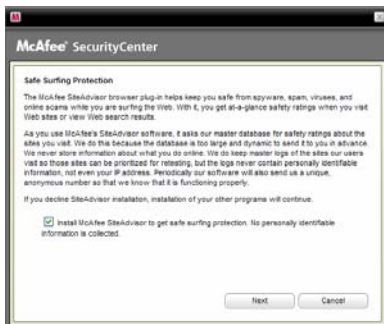 McAfee® SecurityCenter
Safe Surfing Protection
The McAfee SiteAdvisor browser plug-in helps keep you safe from spyware, spam, viruses, and
online scams while you are surfing the Web. With it, you get at-a-glance safety ratings when you visit
Web sites or view Web search results.
As you use McAfee's SiteAdvisor software, it asks our master database for safety ratings about the
sites you visit. We do this because the database is too large and dynamic to send it to you in advance.
We never store information about what you do online. We do keep master logs of the sites our users
visit so those sites can be prioritized for retesting, but the logs never contain personally identifiable
information, not even your IP address. Periodically our software will also send us a unique,
anonymous number so that we know that it is functioning properly.
If you decline SiteAdvisor installation, installation of your other programs will continue.
Install McAfee SiteAdvisor to get safe surfing protection. No personally identifiable
information is collected.
Next
Cancel